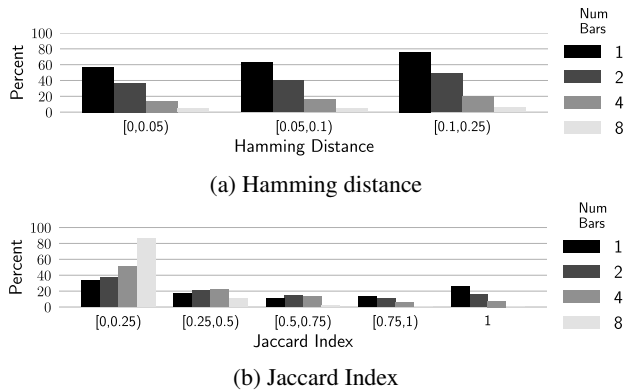 Num
Bars
100
80
60
40
20
0
Percent
1
2
4
8
[0,0.05)
[0.05,0.1)
[0.1,0.25)
Hamming Distance
(a) Hamming distance
Num
Bars
100
80
60
40
20
0
Percent
1
2
4
8
[0,0.25)
[0.25,0.5)
[0.5,0.75)
[0.75,1)
1
Jaccard Index
(b) Jaccard Index